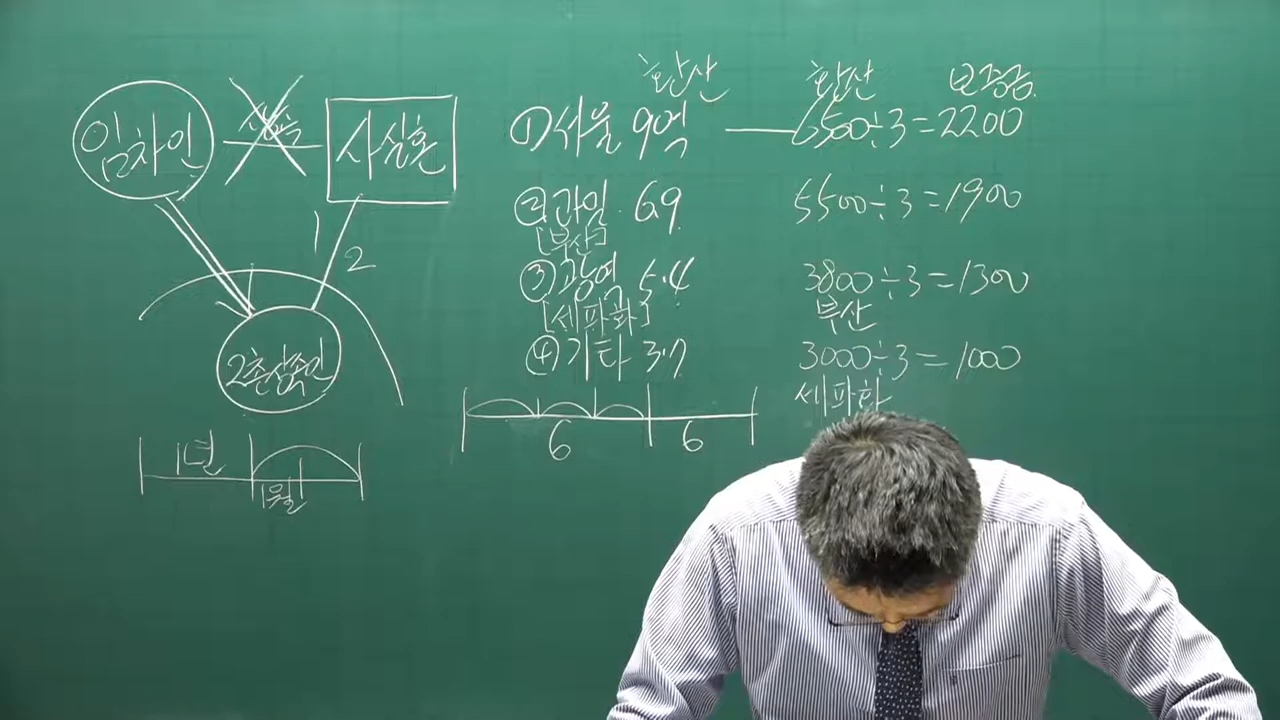 임차인
상속
사실혼
1
2
2촌상속인
1년
1월
환산
환산
보증금
①서울 9억
6500÷3=2200
②과밀 6.9
[부산]
5500÷3=1900
③광역 5.4
[세파화]
3800÷3=1300
부산
④기타 3.7
3000÷3=1000
세파화
6
6